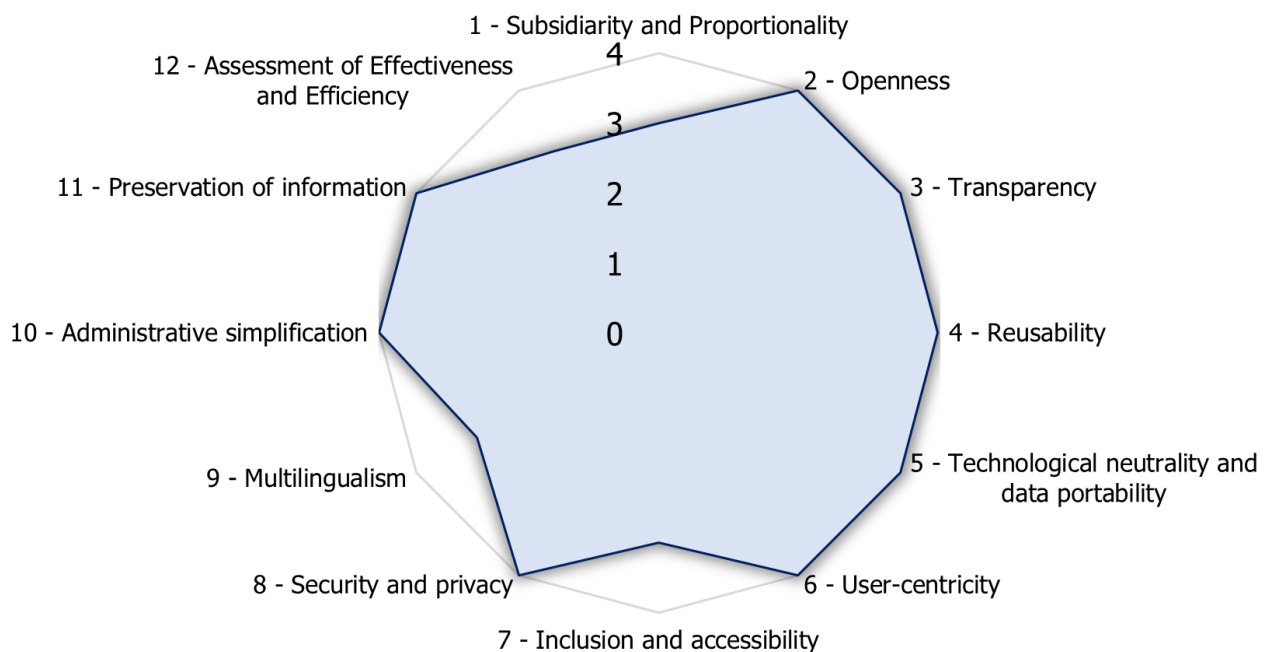 1 - Subsidiarity and Proportionality
2 - Openness
3 - Transparency
4 - Reusability
5 - Technological neutrality and
data portability
6 - User-centricity
7 - Inclusion and accessibility
8 - Security and privacy
9 - Multilingualism
10 - Administrative simplification
11 - Preservation of information
12 - Assessment of Effectiveness
and Efficiency
4
3
2
1
0